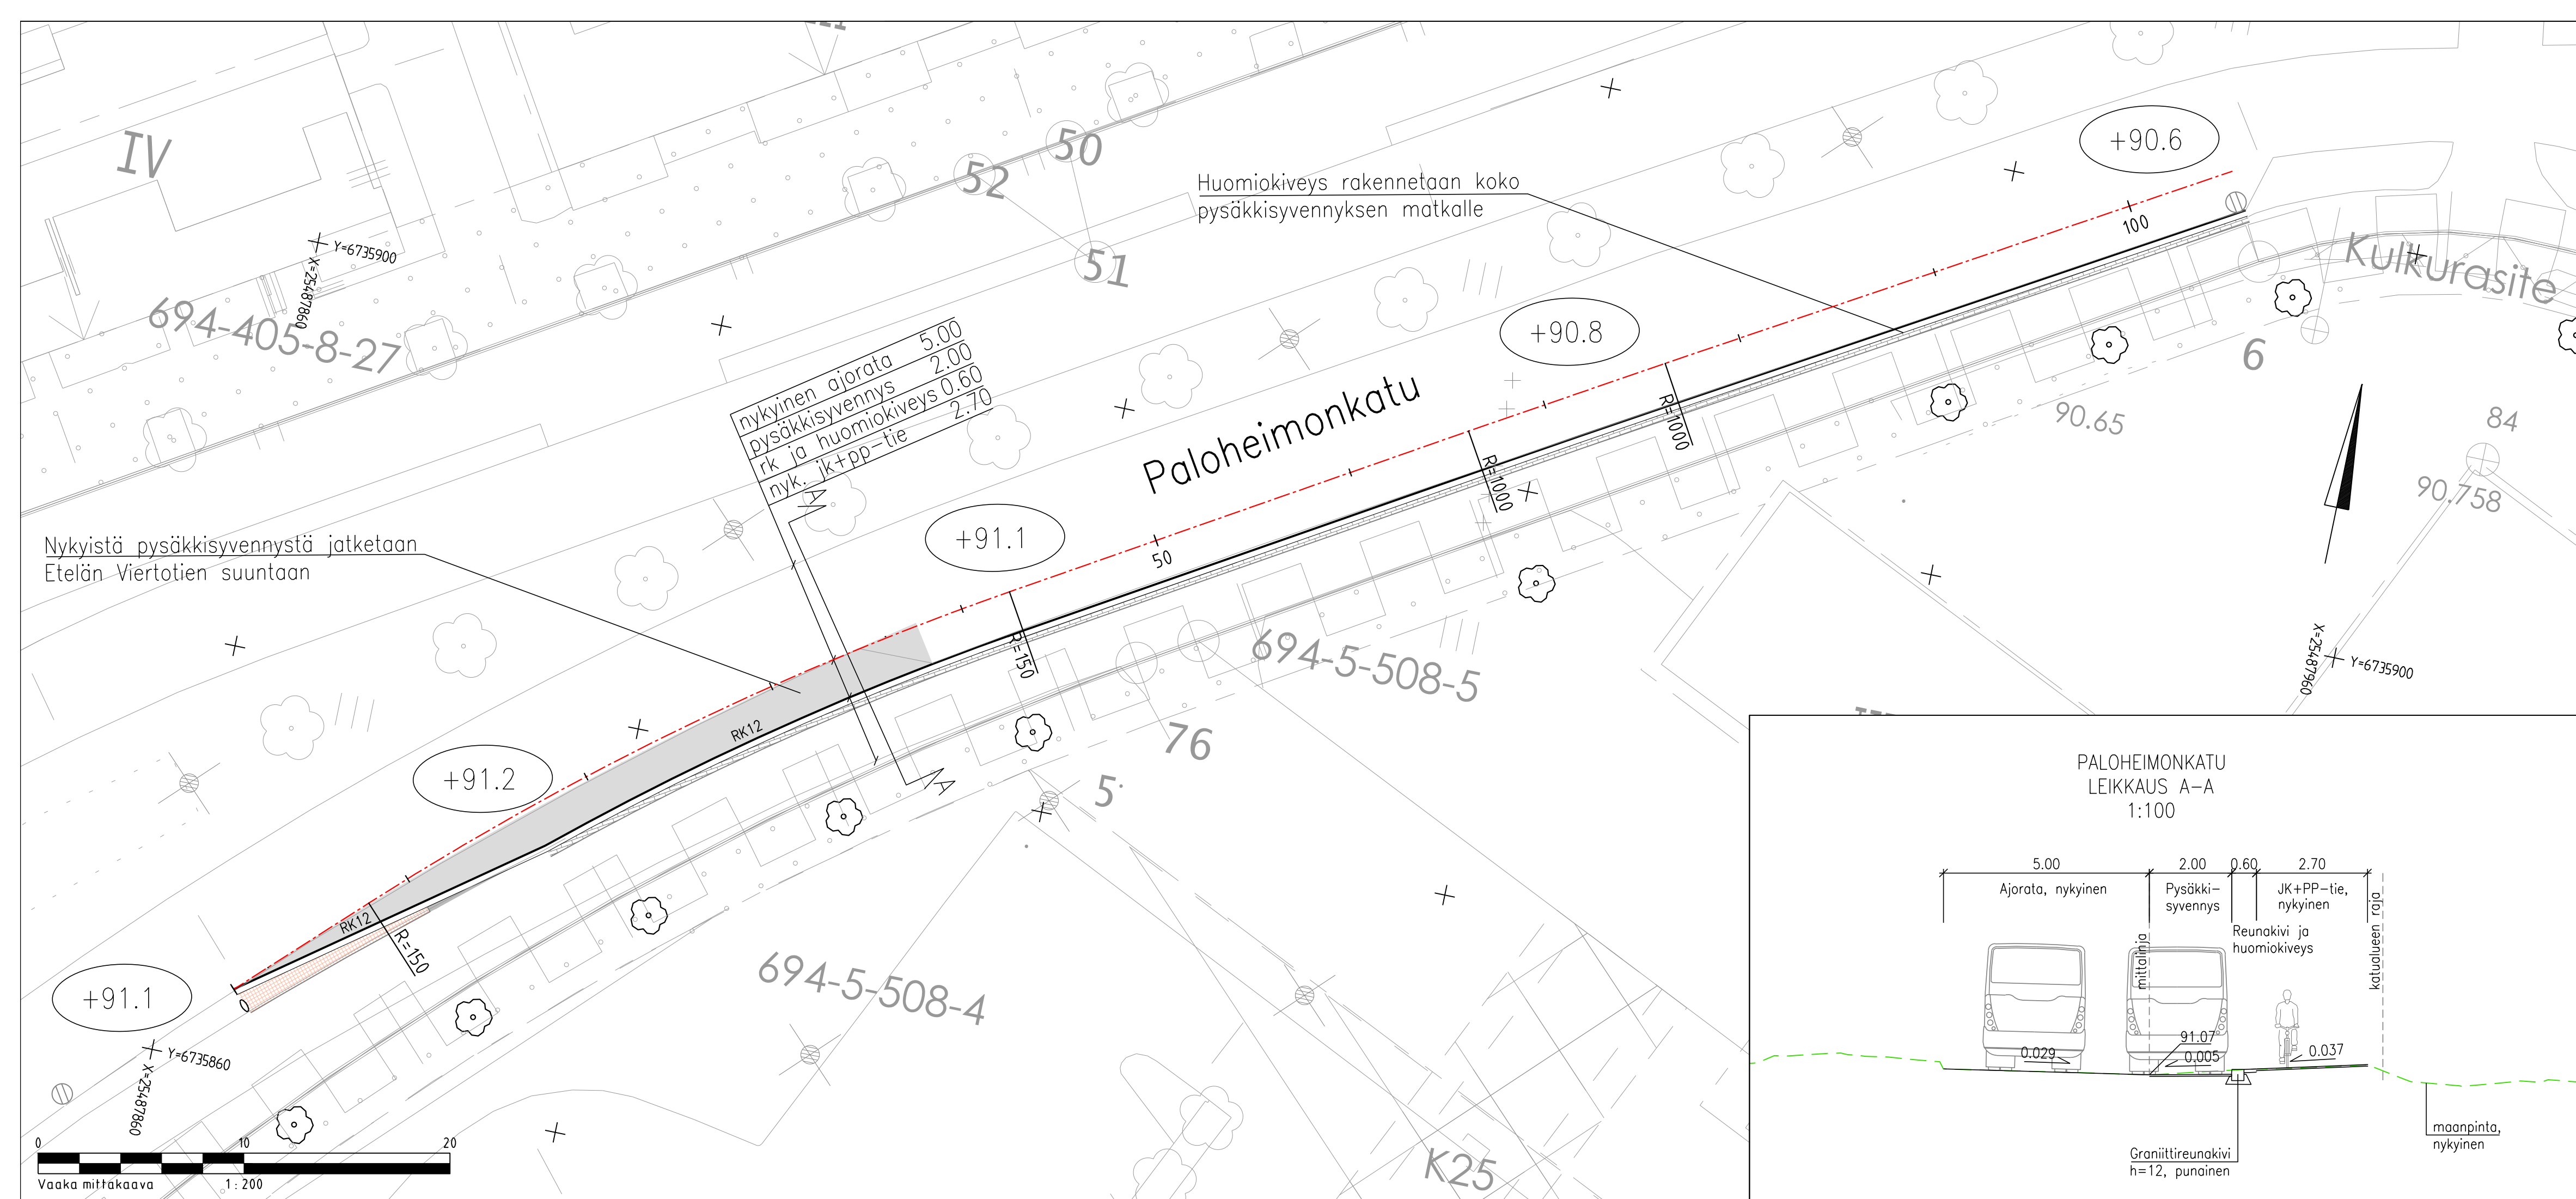 IV
50
52
51
+90.6
Huomiokiveys rakennetaan koko
pysäkkisyvennyksen matkalle
100
Kulkurasite
Y=6735900
X=25487860
694-405-8-27
nykyinen ajorata 5.00
pysäkkisyvennys 2.00
rk ja huomiokiveys 0.60
nyk. jk+pp-tie 2.70
+90.8
Paloheimonkatu
R=1000
R=1000
6
90.65
84
90.758
A
+91.1
50
Nykyistä pysäkkisyvennystä jatketaan
Etelän Viertotien suuntaan
R=150
694-5-508-5
X=25487960
Y=6735900
RK12
76
A
5
+91.2
RK12
R=150
694-5-508-4
+91.1
Y=6735860
X=25487860
K25
0 10 20
Vaaka mittakaava 1:200
PALOHEIMONKATU
LEIKKAUS A-A
1:100
5.00 2.00 0.60 2.70
Ajorata, nykyinen
Pysäkki-
syvennys
JK+PP-tie,
nykyinen
Reunakivi ja
huomiokiveys
mittalinja
katualueen raja
91.07
0.029
0.005
0.037
maanpinta,
nykyinen
Graniittireunakivi
h=12, punainen